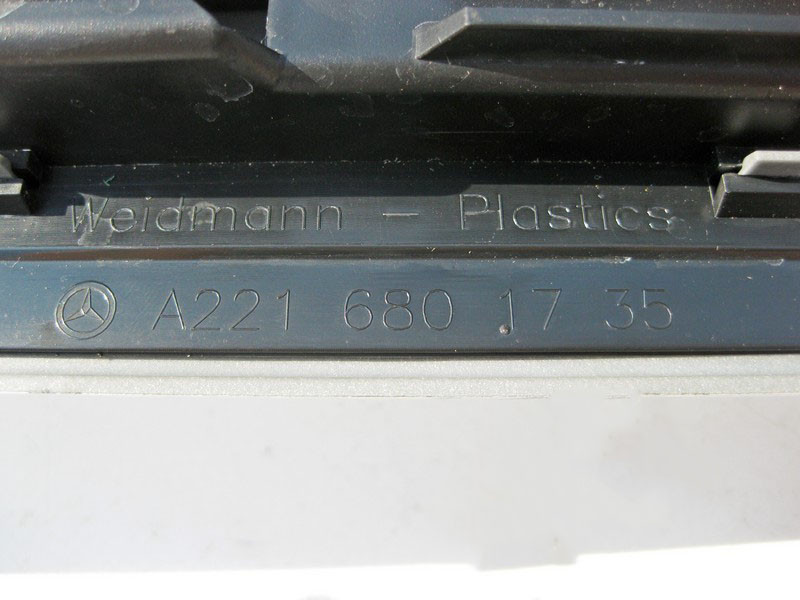 Weidmann - Plastics
A221 680 17 35